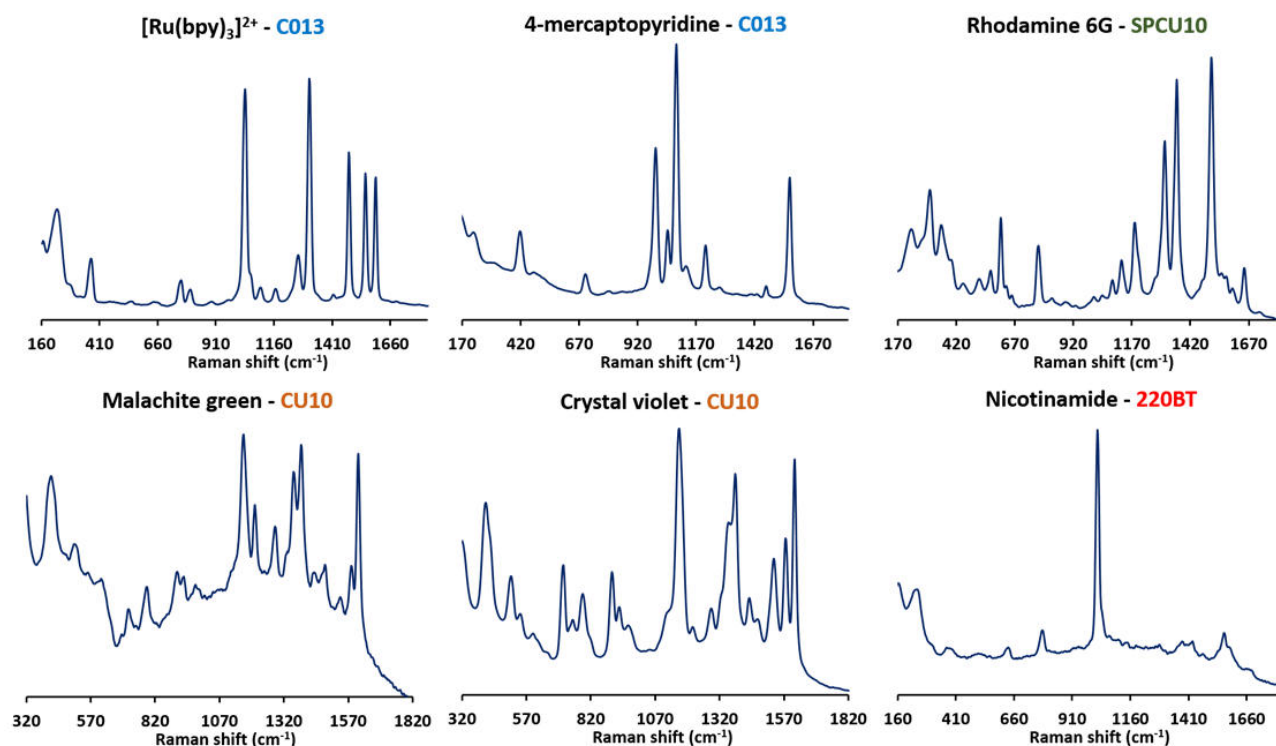 [Ru(bpy)₃]²⁺ - C013
4-mercaptopyridine - C013
Rhodamine 6G - SPCU10
160 410 660 910 1160 1410 1660
Raman shift (cm⁻¹)
170 420 670 920 1170 1420 1670
Raman shift (cm⁻¹)
170 420 670 920 1170 1420 1670
Raman shift (cm⁻¹)
Malachite green - CU10
Crystal violet - CU10
Nicotinamide - 220BT
320 570 820 1070 1320 1570 1820
Raman shift (cm⁻¹)
320 570 820 1070 1320 1570 1820
Raman shift (cm⁻¹)
160 410 660 910 1160 1410 1660
Raman shift (cm⁻¹)